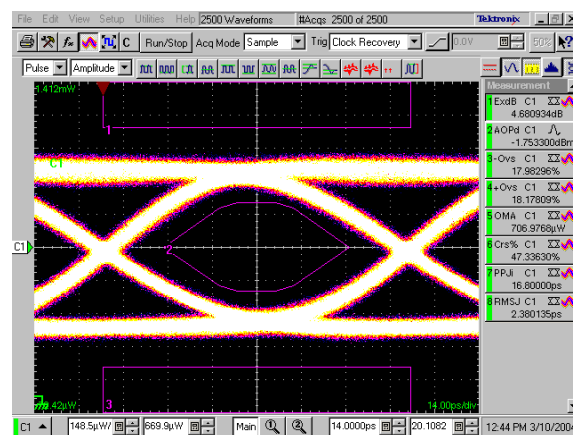 File Edit View Setup Utilities Help 2500 Waveforms #Acqs 2500 of 2500 Tektronix
C Run/Stop Acq Mode Sample Trig Clock Recovery 0.0V 50%
Pulse Amplitude
1.412mW
1
C1
C1
2
3
14.00ps/div
Measurement
1 ExdB C1
4.680934dB
2 AOPd C1
-1.753300dBm
3 -Ovs C1
17.98296%
4 +Ovs C1
18.17809%
5 OMA C1
706.9768µW
6 Crs% C1
47.33630%
7 PPJi C1
16.80000ps
8 RMSJ C1
2.380135ps
C1 148.5µW/ 669.9µW Main 1 2 14.0000ps 20.1082 12:44 PM 3/10/2004